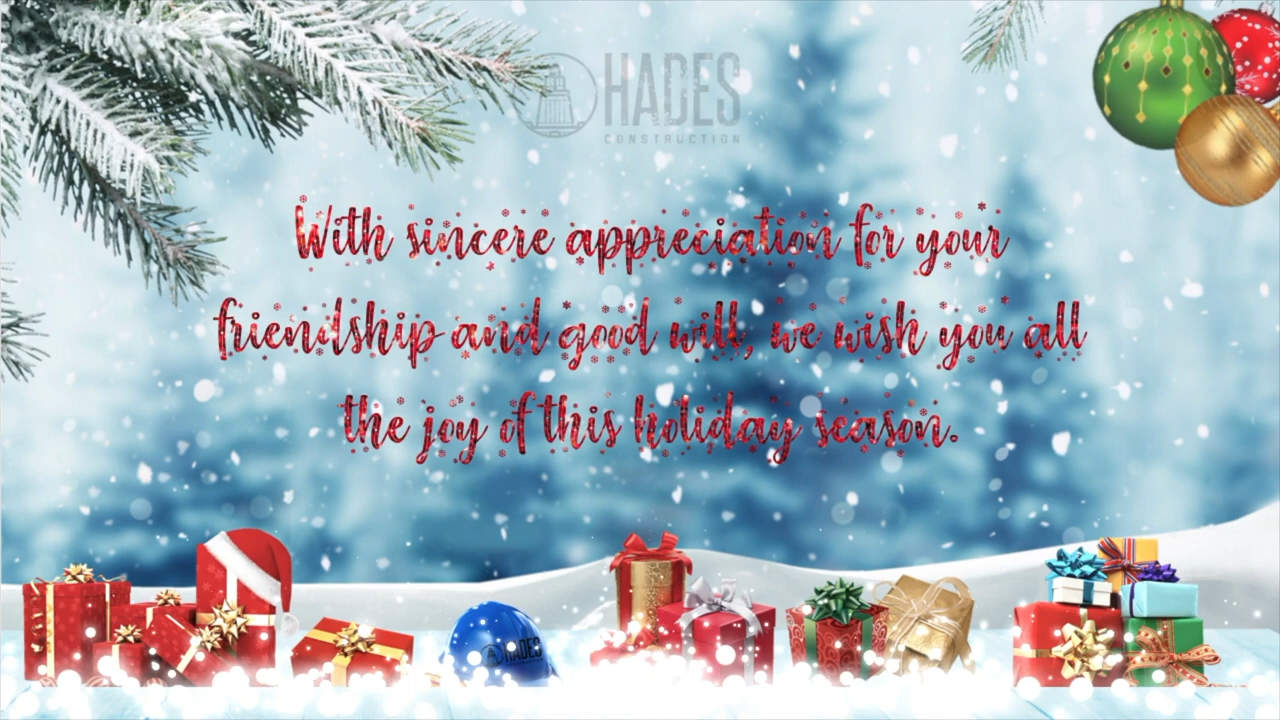 HADES
CONSTRUCTION
With sincere appreciation for your
friendship and good will, we wish you all
the joy of this holiday season.
HADES